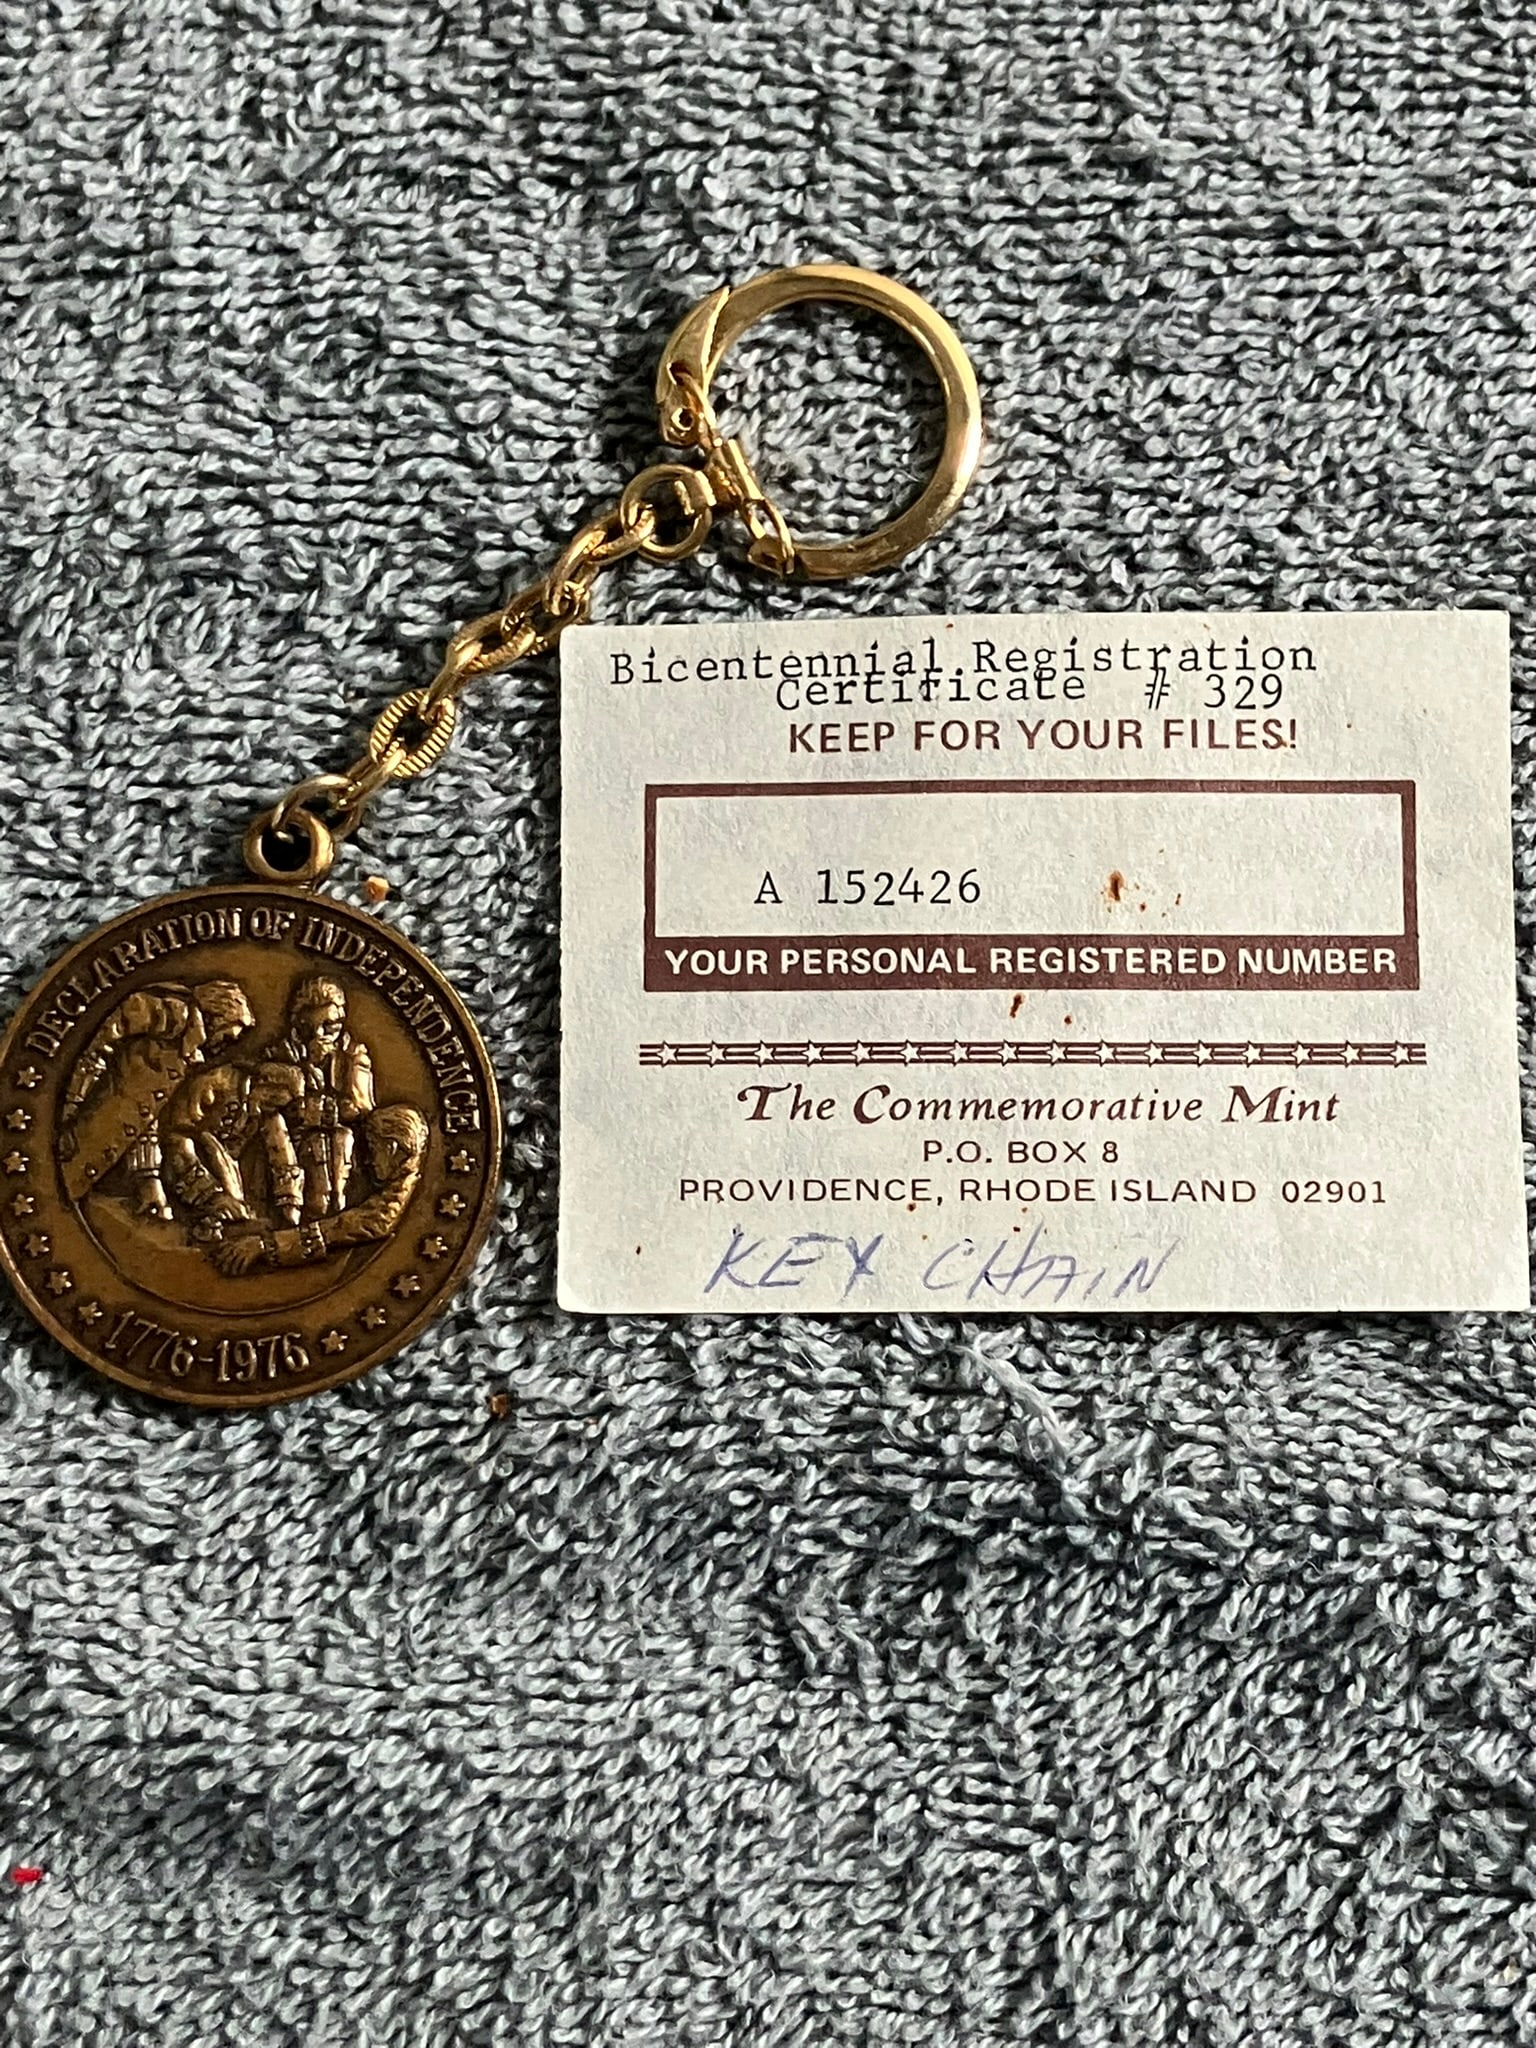 Bicentennial Registration
Certificate # 329
KEEP FOR YOUR FILES!
A 152426
YOUR PERSONAL REGISTERED NUMBER
The Commemorative Mint
P.O. BOX 8
PROVIDENCE, RHODE ISLAND 02901
KEY CHAIN
DECLARATION OF INDEPENDENCE
1776-1976